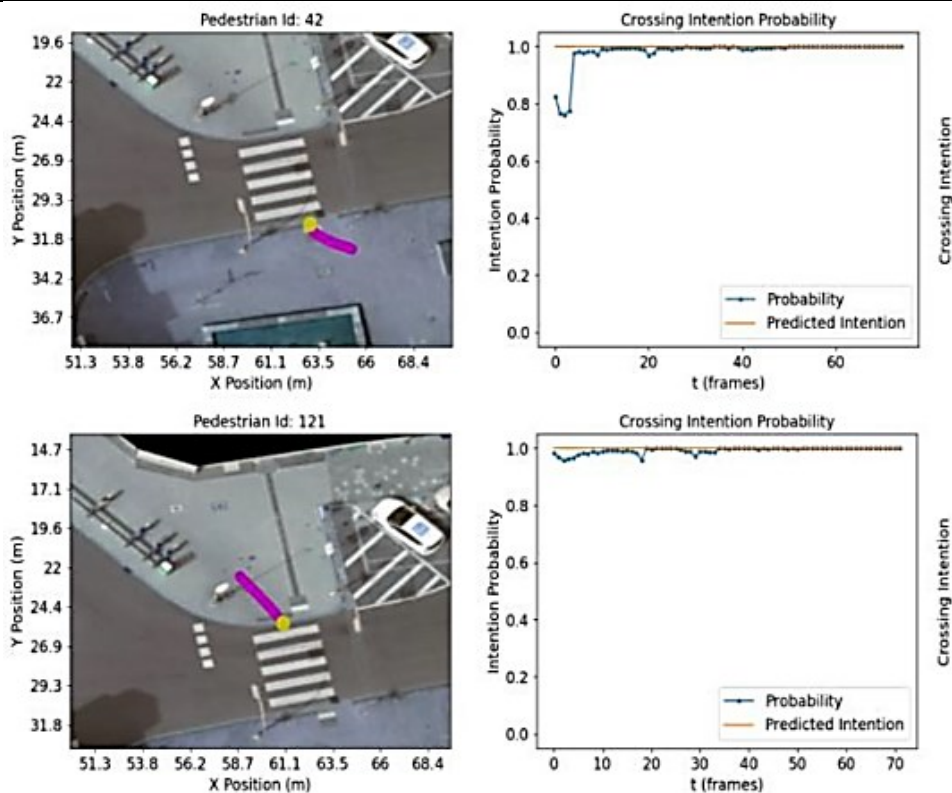 Pedestrian Id: 42
19.6
22
24.4
26.9
29.3
31.8
34.2
36.7
Y Position (m)
51.3 53.8 56.2 58.7 61.1 63.5 66 68.4
X Position (m)
Crossing Intention Probability
1.0
0.8
0.6
0.4
0.2
0.0
Intention Probability
Probability
Predicted Intention
0 20 40 60
t (frames)
Crossing Intention
Pedestrian Id: 121
14.7
17.1
19.6
22
24.4
26.9
29.3
31.8
Y Position (m)
51.3 53.8 56.2 58.7 61.1 63.5 66 68.4
X Position (m)
Crossing Intention Probability
1.0
0.8
0.6
0.4
0.2
0.0
Intention Probability
Probability
Predicted Intention
0 10 20 30 40 50 60 70
t (frames)
Crossing Intention